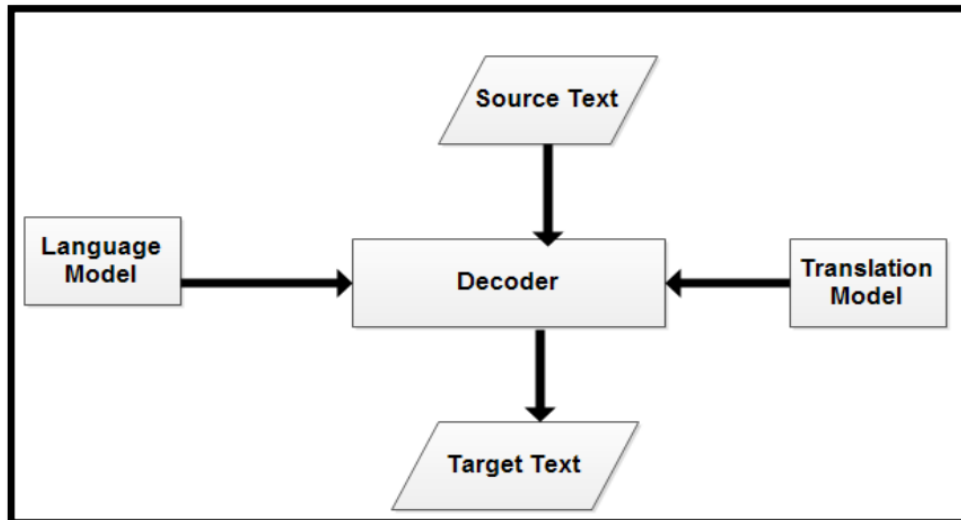 Source Text
Language
Model
Decoder
Translation
Model
Target Text